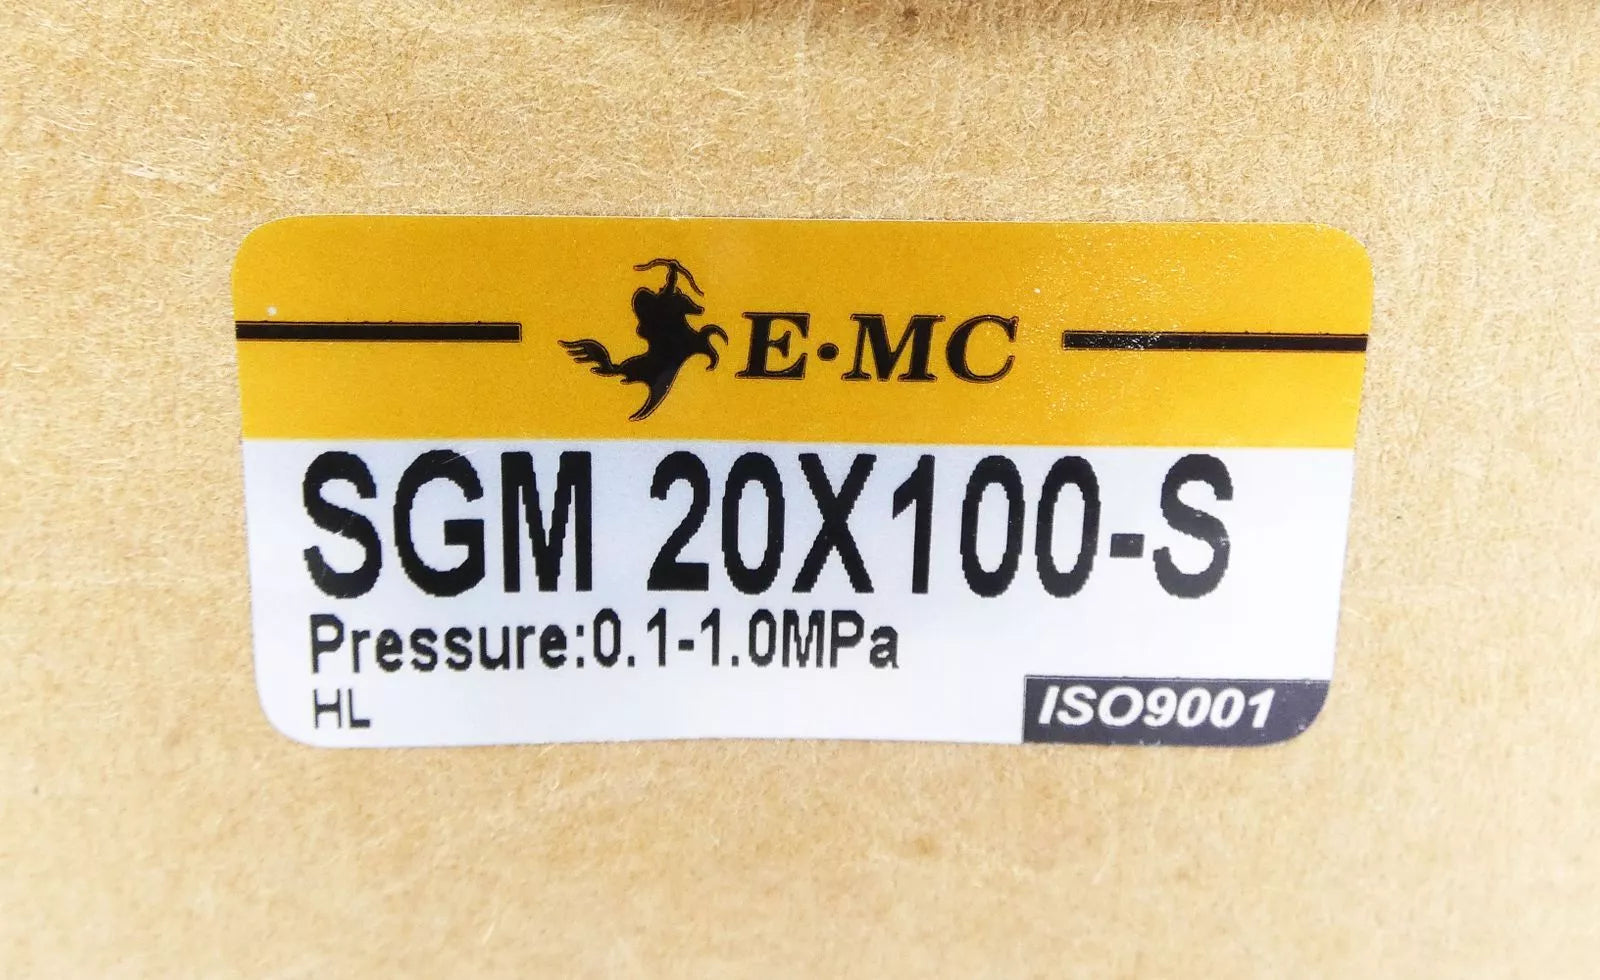 E·MC
SGM 20X100-S
Pressure:0.1-1.0MPa
HL
ISO9001